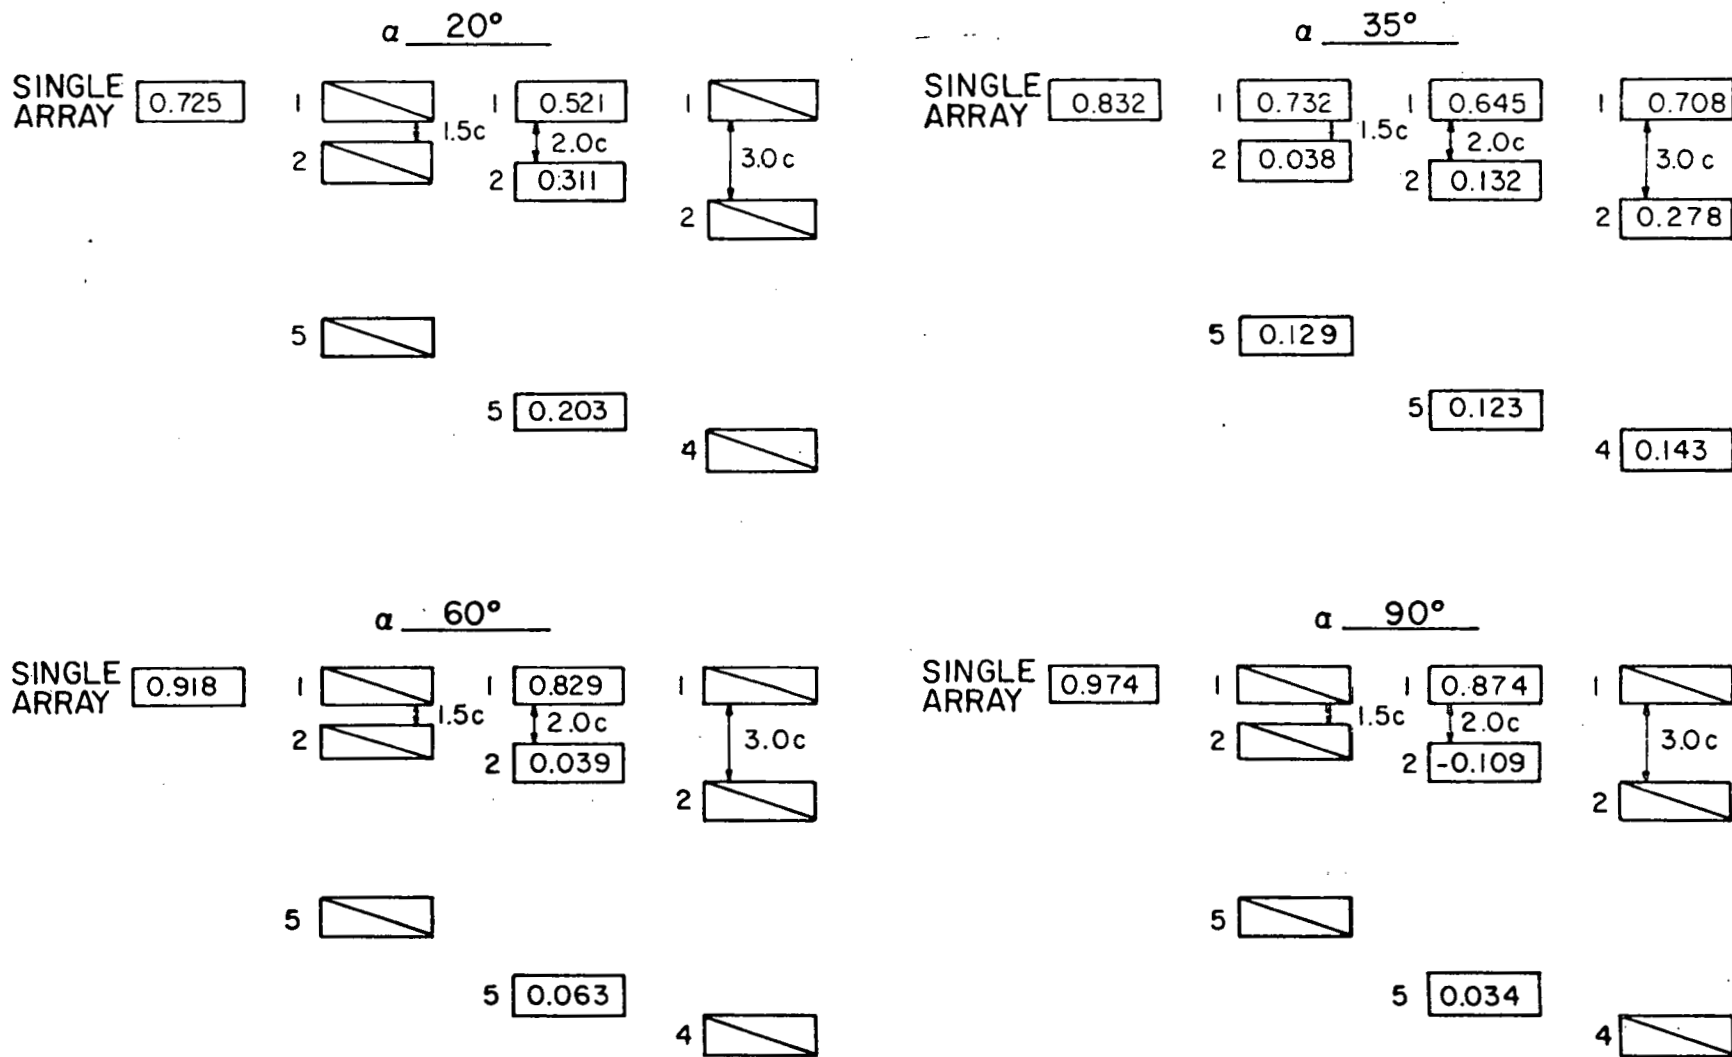 α 20°
SINGLE ARRAY 0.725
1
1 0.521
1
1.5c
2.0c
3.0c
2
2 0.311
2
5
5 0.203
4
α 35°
SINGLE ARRAY 0.832
1 0.732
1 0.645
1 0.708
1.5c
2.0c
3.0c
2 0.038
2 0.132
2 0.278
5 0.129
5 0.123
4 0.143
α 60°
SINGLE ARRAY 0.918
1
1 0.829
1
1.5c
2.0c
3.0c
2
2 0.039
2
5
5 0.063
4
α 90°
SINGLE ARRAY 0.974
1
1 0.874
1
1.5c
2.0c
3.0c
2
2 -0.109
2
5
5 0.034
4